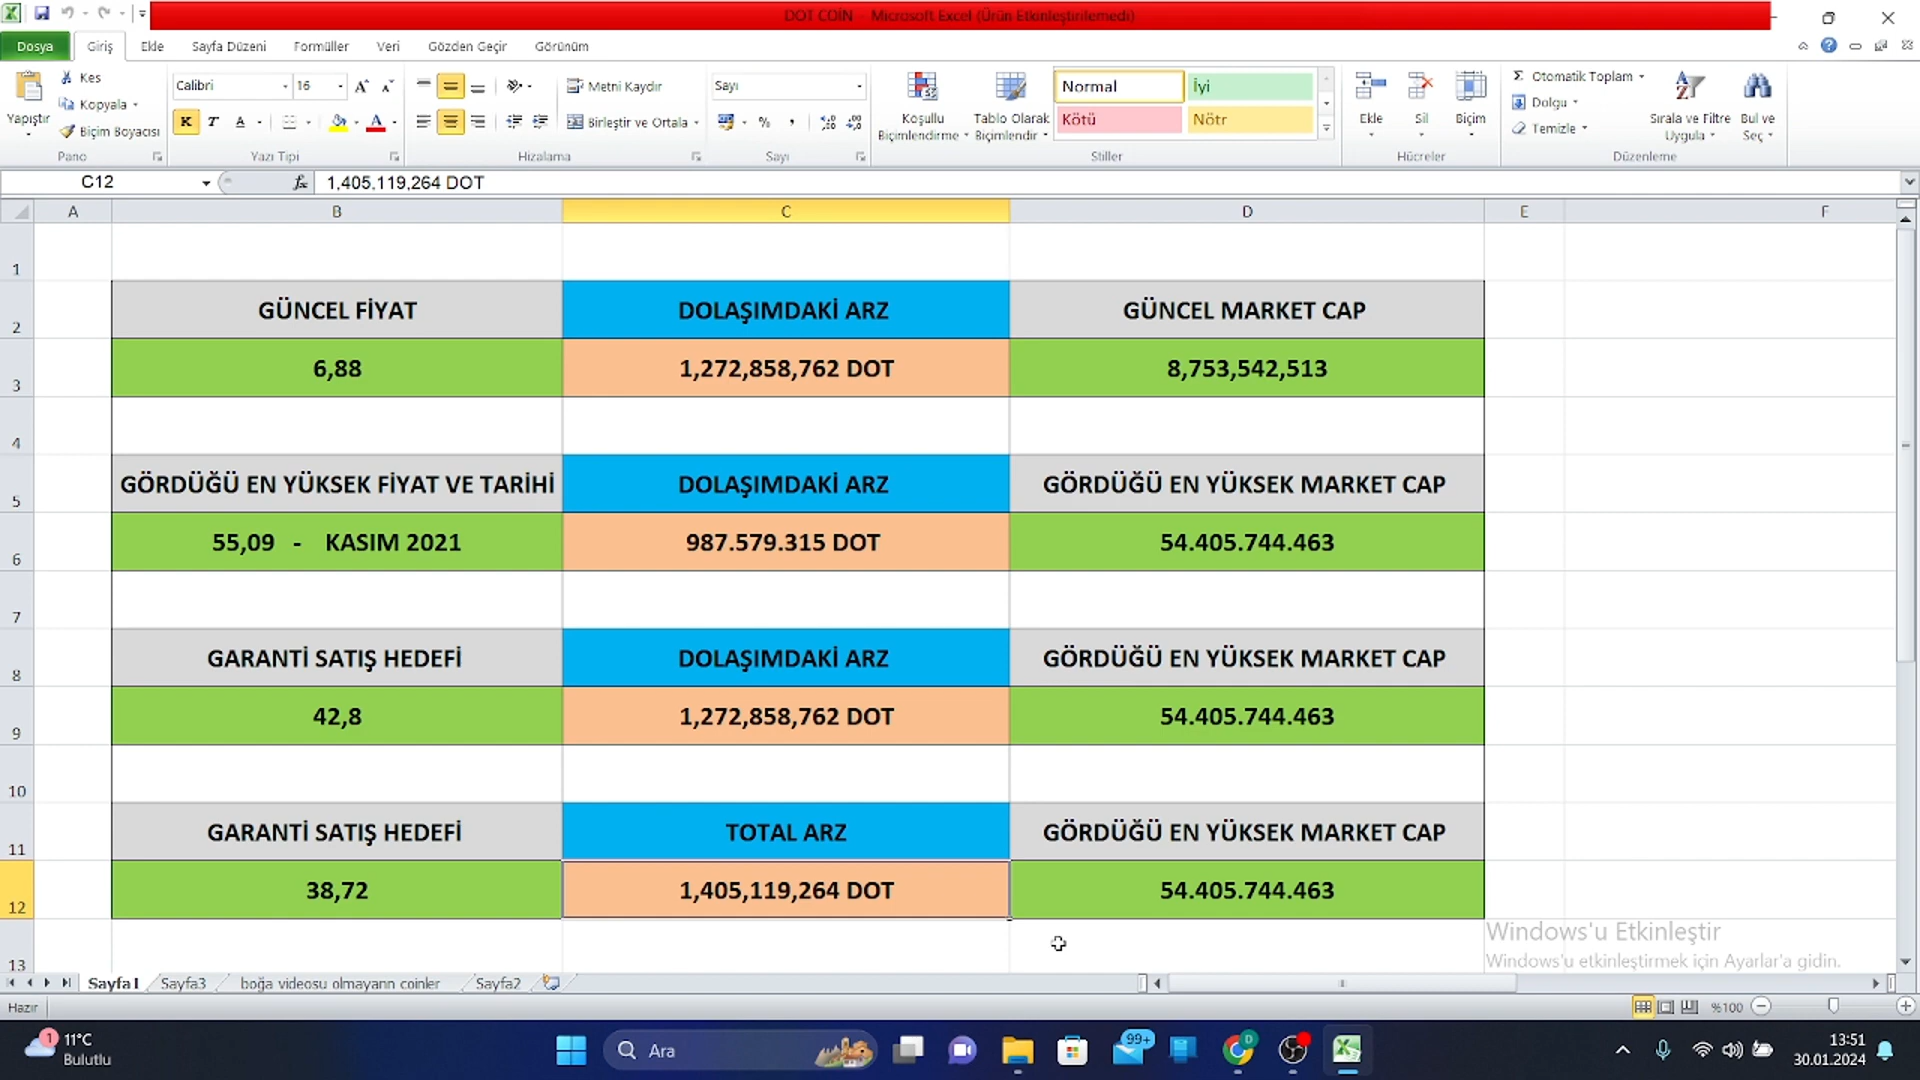 DOT COİN - Microsoft Excel (Ürün Etkinleştirilemedi)
Dosya Giriş Ekle Sayfa Düzeni Formüller Veri Gözden Geçir Görünüm
Yapıştır
Kes
Kopyala
Biçim Boyacısı
Pano
Calibri 16
K T A
Yazı Tipi
Metni Kaydır
Birleştir ve Ortala
Hizalama
Sayı
%
Sayı
Koşullu Biçimlendirme
Tablo Olarak Biçimlendir
Normal İyi
Kötü Nötr
Stiller
Ekle Sil Biçim
Hücreler
Otomatik Toplam
Dolgu
Temizle
Sırala ve Filtre Uygula
Bul ve Seç
Düzenleme
C12 fx 1,405,119,264 DOT
A B C D E F
1
2 GÜNCEL FİYAT DOLAŞIMDAKİ ARZ GÜNCEL MARKET CAP
3 6,88 1,272,858,762 DOT 8,753,542,513
4
5 GÖRDÜĞÜ EN YÜKSEK FİYAT VE TARİHİ DOLAŞIMDAKİ ARZ GÖRDÜĞÜ EN YÜKSEK MARKET CAP
6 55,09 - KASIM 2021 987.579.315 DOT 54.405.744.463
7
8 GARANTİ SATIŞ HEDEFİ DOLAŞIMDAKİ ARZ GÖRDÜĞÜ EN YÜKSEK MARKET CAP
9 42,8 1,272,858,762 DOT 54.405.744.463
10
11 GARANTİ SATIŞ HEDEFİ TOTAL ARZ GÖRDÜĞÜ EN YÜKSEK MARKET CAP
12 38,72 1,405,119,264 DOT 54.405.744.463
13
Windows'u Etkinleştir
Windows'u etkinleştirmek için Ayarlar'a gidin.
Sayfa1 Sayfa3 boğa videosu olmayann coinler Sayfa2
Hazır %100
1 11°C
Bulutlu
Ara
99+
D
13:51
30.01.2024